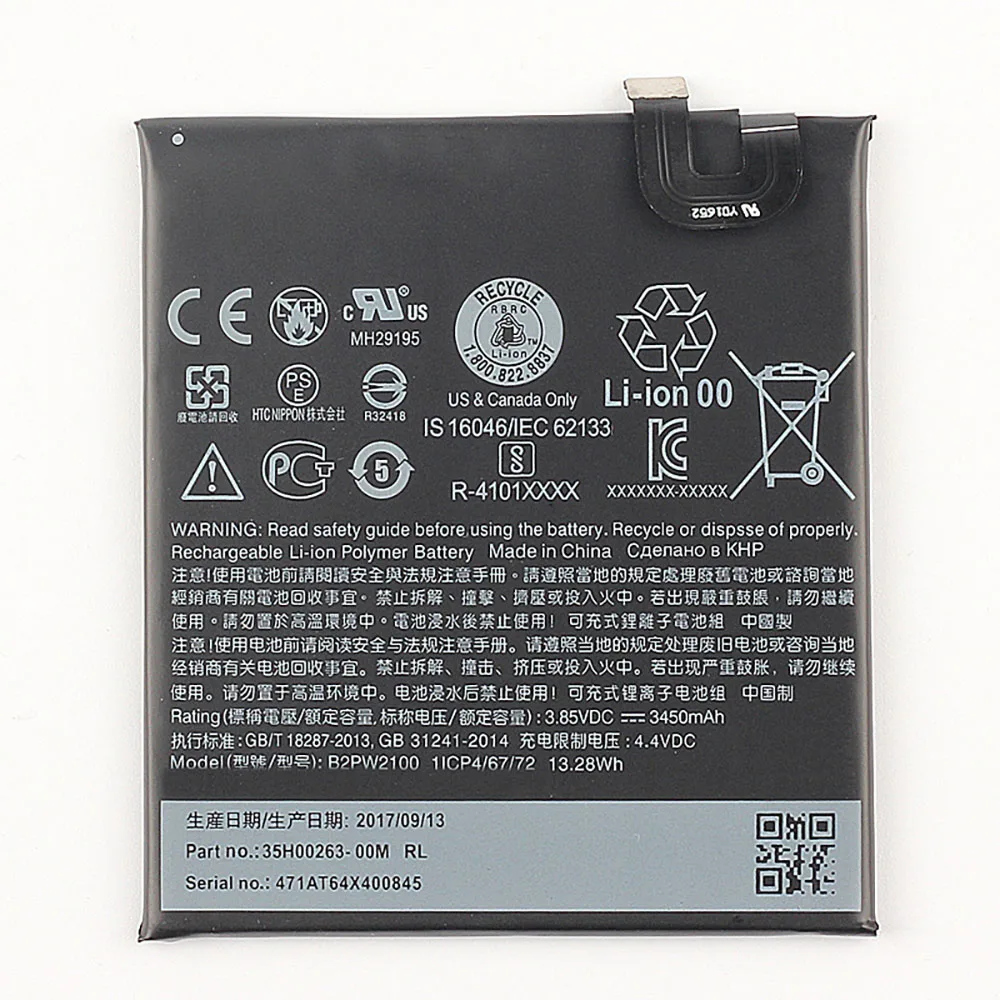 YD1652
CE
c UR US
MH29195
RECYCLE
RBRC
Li-ion
TM
1.800.822.8837
US & Canada Only
Li-ion 00
廢電池請回收
PS
E
HTC NIPPON 株式会社
R32418
IS 16046/IEC 62133
S
R-4101XXXX
KC
XXXXXXX-XXXXX
PCT
5
WARNING: Read safety guide before using the battery. Recycle or dispsse of properly.
Rechargeable Li-ion Polymer Battery Made in China Сделано в КНР
注意!使用電池前請閱讀安全與法規注意手冊。請遵照當地的規定處理廢舊電池或諮詢當地
經銷商有關電池回收事宜。禁止拆解、撞擊、擠壓或投入火中。若出現嚴重鼓脹，請勿繼續
使用。請勿置於高溫環境中。電池浸水後禁止使用！可充式鋰離子電池組 中國製
注意!使用电池前请阅读安全与法规注意手册。请遵照当地的规定处理废旧电池或咨询当地
经销商有关电池回收事宜。禁止拆解、撞击、挤压或投入火中。若出现严重鼓胀，请勿继续
使用。请勿置于高温环境中。电池浸水后禁止使用！可充式锂离子电池组 中国制
Rating(標稱電壓/額定容量,标称电压/额定容量): 3.85VDC ⎓ 3450mAh
执行标准: GB/T 18287-2013, GB 31241-2014 充电限制电压: 4.4VDC
Model(型號/型号): B2PW2100 1ICP4/67/72 13.28Wh
生産日期/生产日期: 2017/09/13
Part no.:35H00263-00M RL
Serial no.: 471AT64X400845